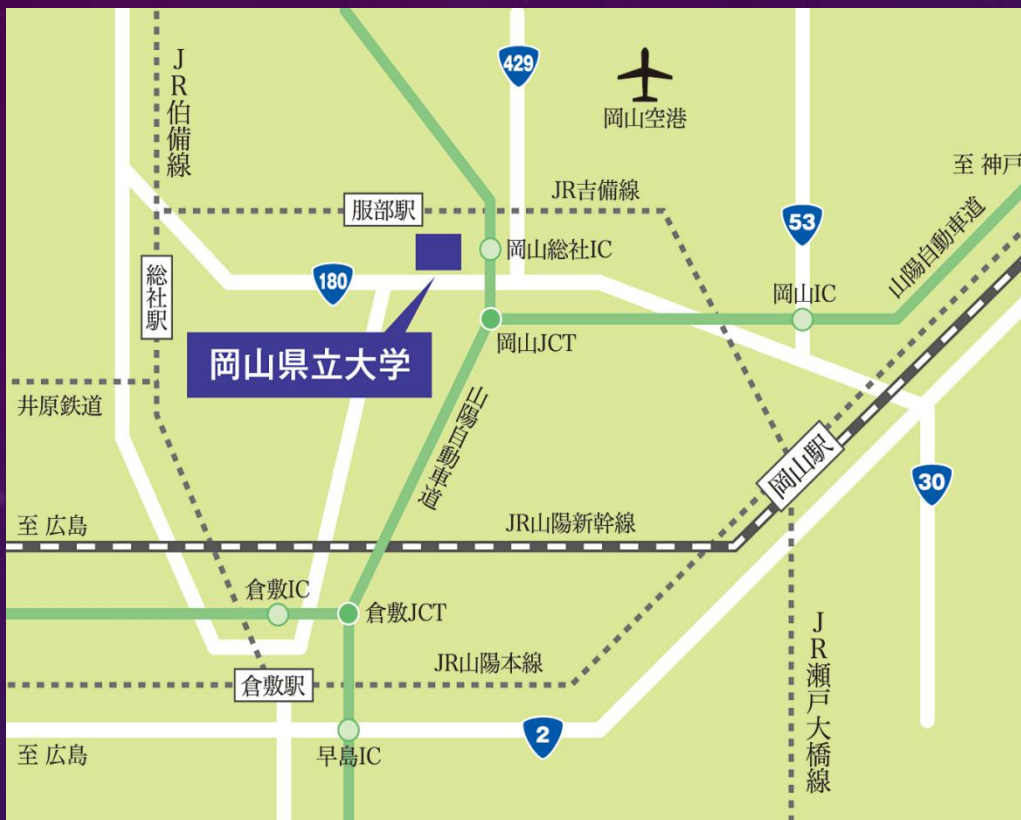 JR伯備線
429
岡山空港
至 神戸
JR吉備線
服部駅
53
山陽自動車道
岡山総社IC
総社駅
180
岡山IC
岡山JCT
岡山県立大学
井原鉄道
山陽自動車道
岡山駅
30
至 広島
JR山陽新幹線
倉敷IC
倉敷JCT
JR瀬戸大橋線
JR山陽本線
倉敷駅
2
至 広島
早島IC